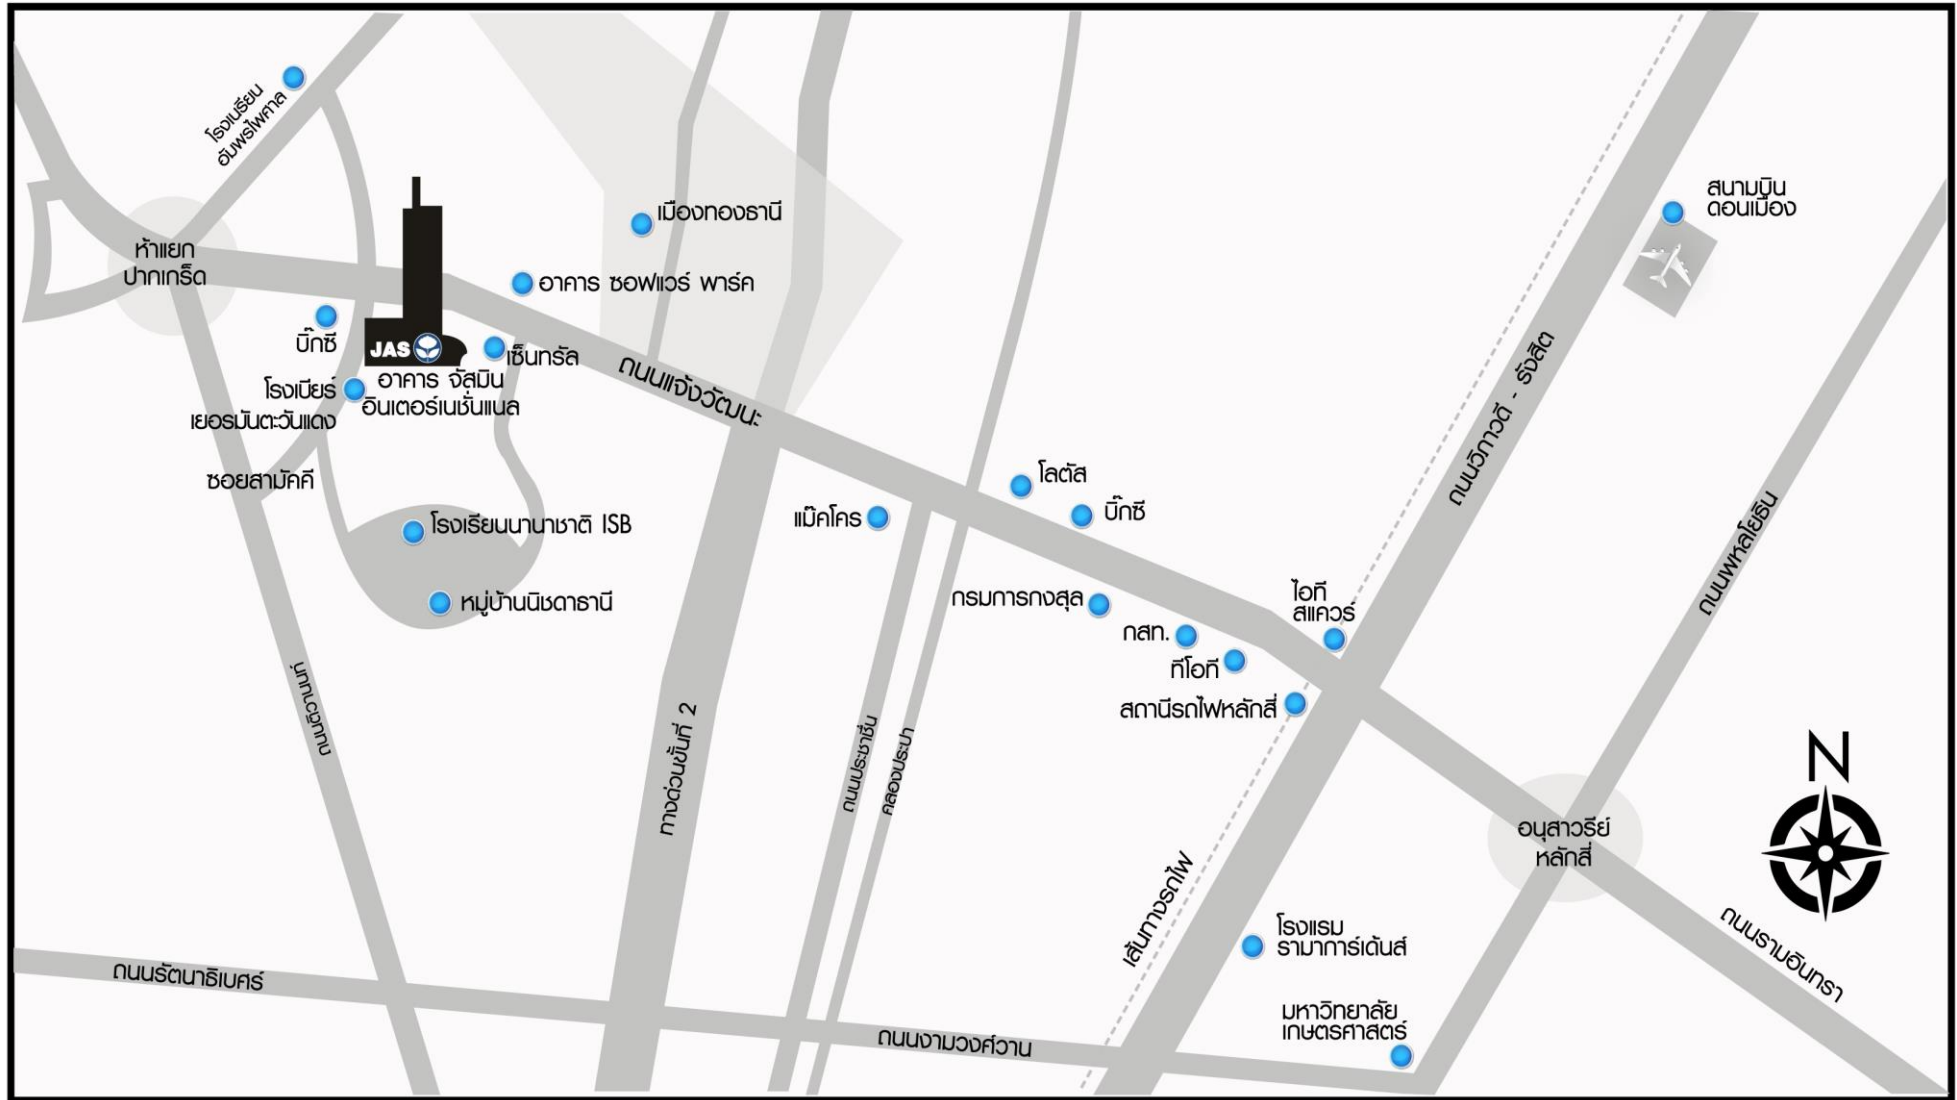 โรงเรียน
อัมพรไพศาล
สนามบิน
ดอนเมือง
เมืองทองธานี
ห้าแยก
ปากเกร็ด
อาคาร ซอฟแวร์ พาร์ค
บิ๊กซี
JAS
เซ็นทรัล
อาคาร จัสมิน
อินเตอร์เนชั่นแนล
โรงเบียร์
เยอรมันตะวันแดง
ถนนแจ้งวัฒนะ
ถนนวิภาวดี - รังสิต
ซอยสามัคคี
โลตัส
บิ๊กซี
แม๊คโคร
โรงเรียนนานาชาติ ISB
หมู่บ้านนิชดาธานี
ถนนพหลโยธิน
กรมการกงสุล
ไอที
สแควร์
กสท.
ทีโอที
สถานีรถไฟหลักสี่
ถนนติวานนท์
ทางด่วนขั้นที่ 2
ถนนประชาชื่น
คลองประปา
N
อนุสาวรีย์
หลักสี่
เส้นทางรถไฟ
โรงแรม
รามาการ์เด้นส์
ถนนรามอินทรา
ถนนรัตนาธิเบศร์
มหาวิทยาลัย
เกษตรศาสตร์
ถนนงามวงศ์วาน